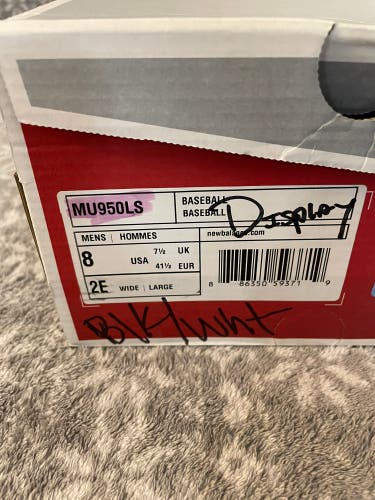 MU950LS
BASEBALL
BASEBALL
Display
newbalance.com
MENS | HOMMES
8 USA
7½ UK
41½ EUR
2E WIDE | LARGE
8 86350 59371 9
Blk/wht